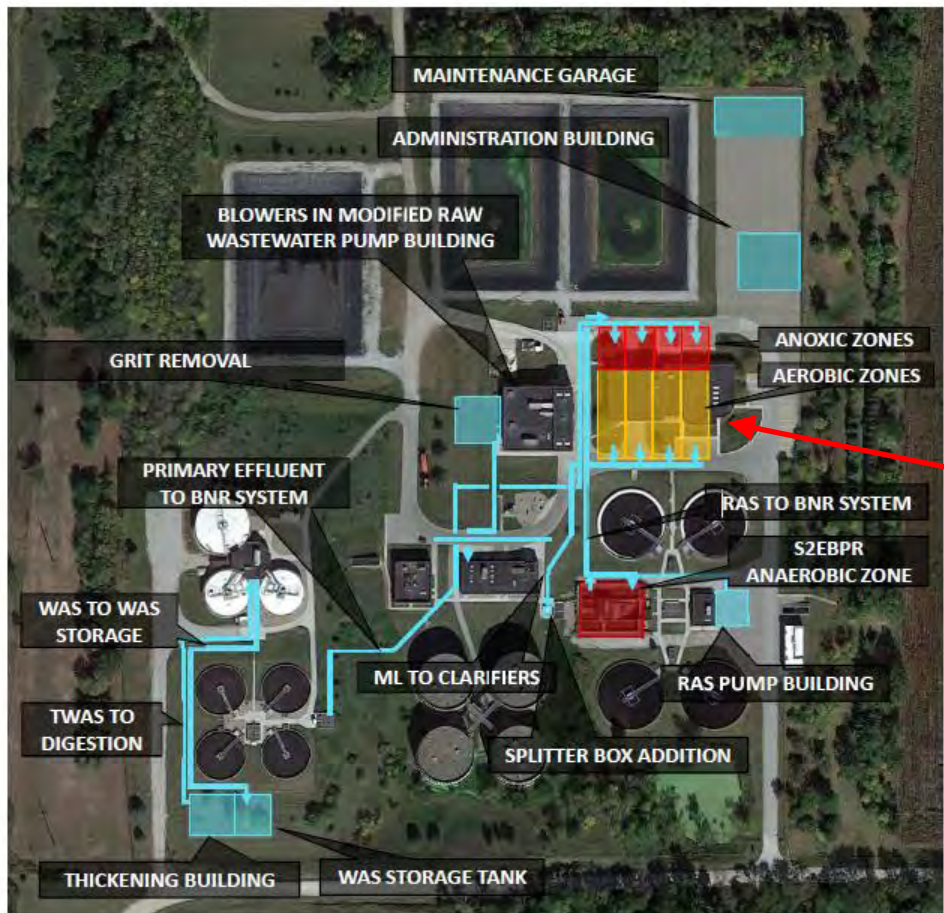 MAINTENANCE GARAGE
ADMINISTRATION BUILDING
BLOWERS IN MODIFIED RAW
WASTEWATER PUMP BUILDING
GRIT REMOVAL
ANOXIC ZONES
AEROBIC ZONES
PRIMARY EFFLUENT
TO BNR SYSTEM
RAS TO BNR SYSTEM
S2EBPR
ANAEROBIC ZONE
WAS TO WAS
STORAGE
ML TO CLARIFIERS
RAS PUMP BUILDING
TWAS TO
DIGESTION
SPLITTER BOX ADDITION
THICKENING BUILDING
WAS STORAGE TANK